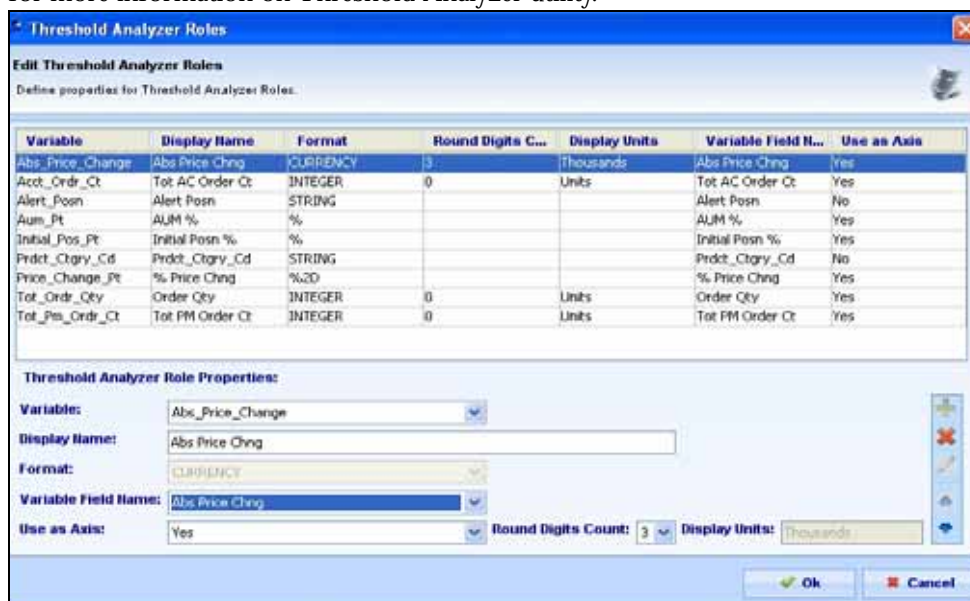 for more information on Threshold Analyzer utility.
Threshold Analyzer Roles
Edit Threshold Analyzer Roles
Define properties for Threshold Analyzer Roles.
Variable Display Name Format Round Digits C... Display Units Variable Field N... Use as Axis
Abs_Price_Change Abs Price Chng CURRENCY 3 Thousands Abs Price Chng Yes
Acct_Ordr_Ct Tot AC Order Ct INTEGER 0 Units Tot AC Order Ct Yes
Alert_Posn Alert Posn STRING Alert Posn No
Aum_Pt AUM % % AUM % Yes
Initial_Pos_Pt Initial Posn % % Initial Posn % Yes
Prdct_Ctgry_Cd Prdct_Ctgry_Cd STRING Prdct_Ctgry_Cd No
Price_Change_Pt % Price Chng %2D % Price Chng Yes
Tot_Ordr_Qty Order Qty INTEGER 0 Units Order Qty Yes
Tot_Pm_Ordr_Ct Tot PM Order Ct INTEGER 0 Units Tot PM Order Ct Yes
Threshold Analyzer Role Properties:
Variable: Abs_Price_Change
Display Name: Abs Price Chng
Format: CURRENCY
Variable Field Name: Abs Price Chng
Use as Axis: Yes Round Digits Count: 3 Display Units: Thousands
Ok Cancel